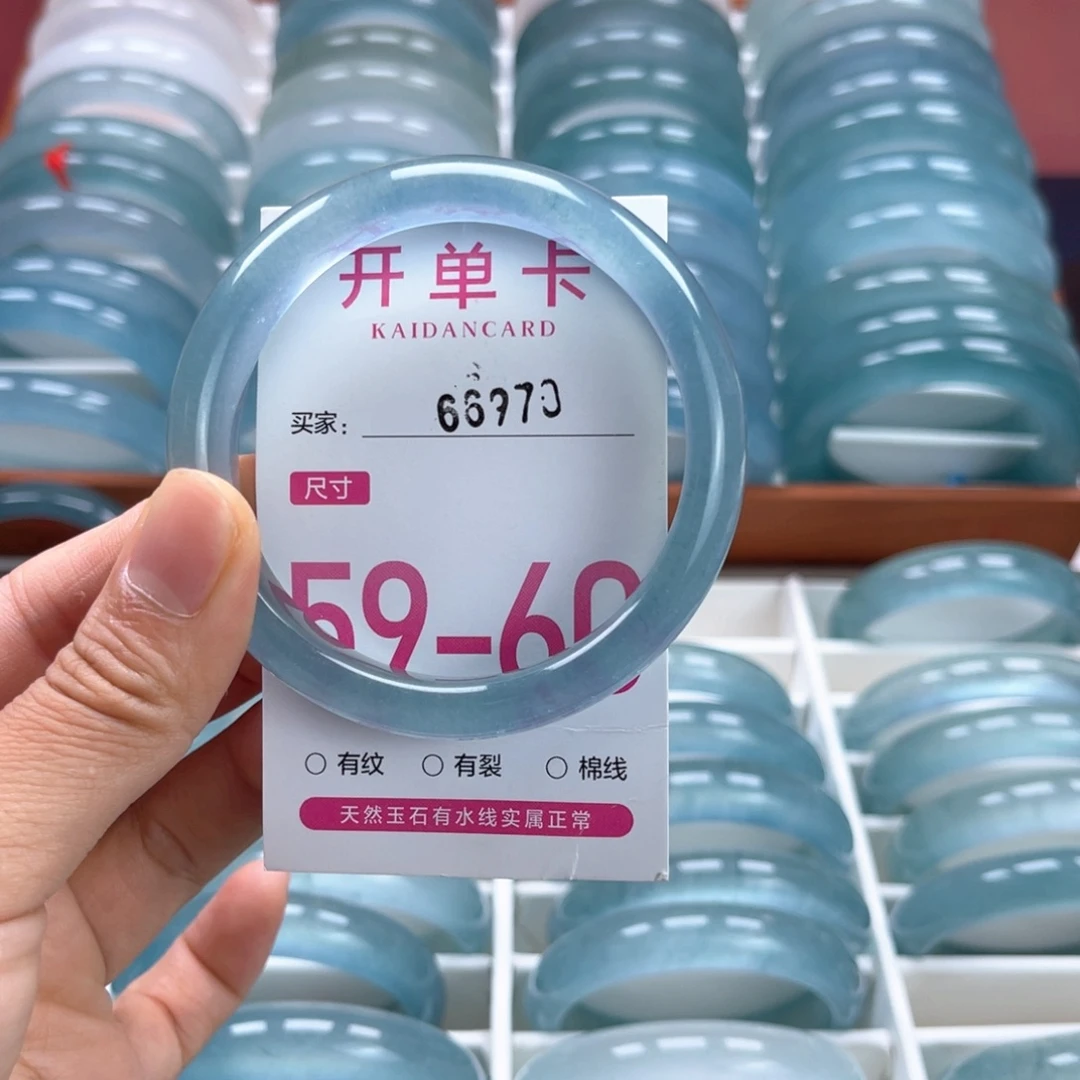 开单卡
KAIDANCARD
买家: 66970
尺寸
59-60
○ 有纹 ○ 有裂 ○ 棉线
天然玉石有水线实属正常